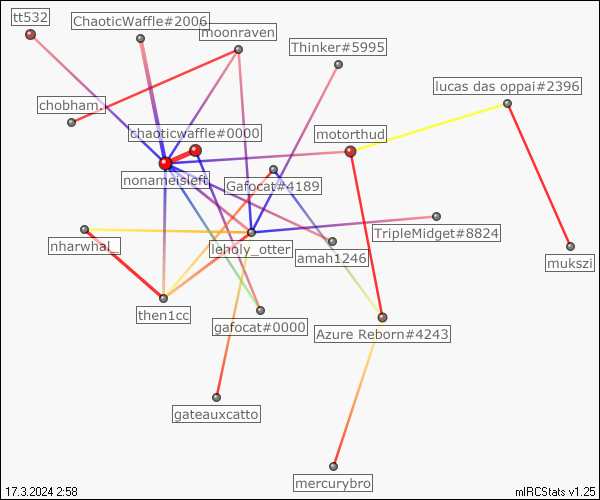 tt532
ChaoticWaffle#2006
moonraven
Thinker#5995
lucas das oppai#2396
chobham
chaoticwaffle#0000
motorthud
nonameisleft
Gafocat#4189
TripleMidget#8824
nharwhal_
leholy_otter
amah1246
mukszi
then1cc
gafocat#0000
Azure Reborn#4243
gateauxcatto
mercurybro
17.3.2024 2:58
mIRCStats v1.25